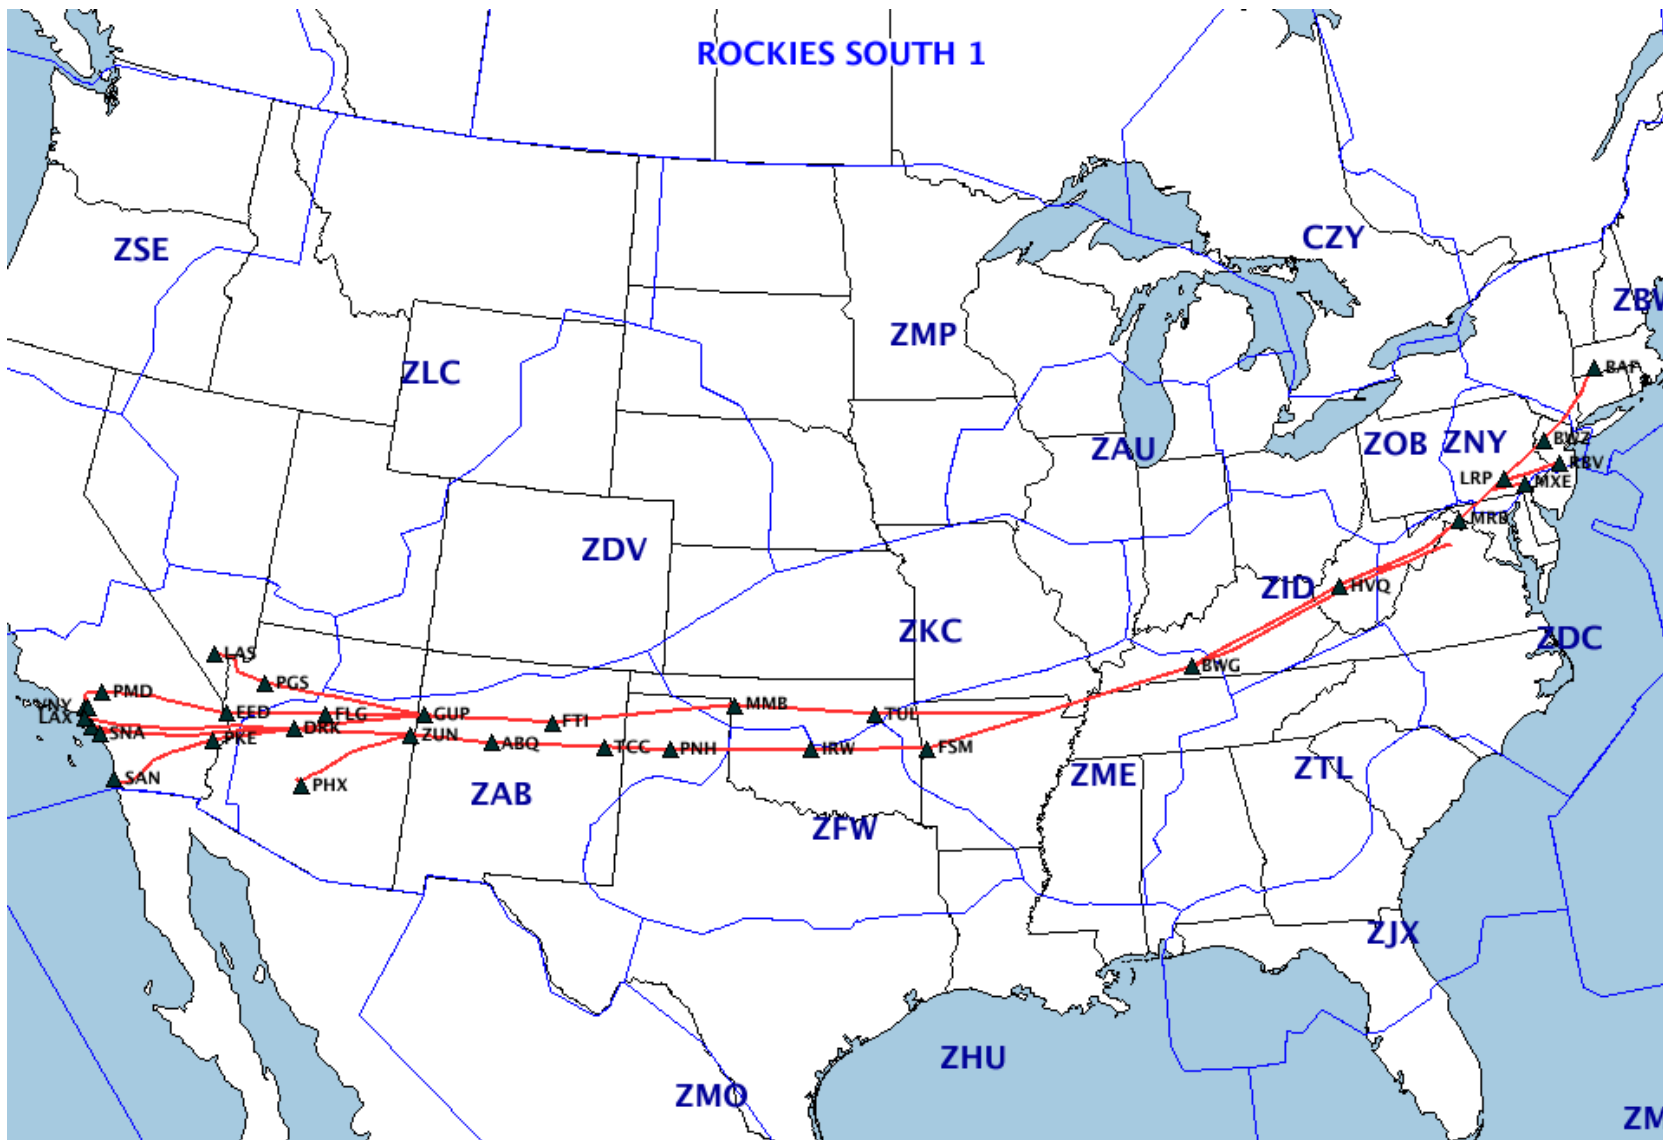 ROCKIES SOUTH 1
CZY
ZSE
ZMP
ZLC
BAF
ZAU
ZOB
ZNY
BWZ
RBV
LRP
MXE
MRB
ZDV
ZID
HVQ
ZKC
ZDC
LAS
BWG
PGS
PMD
VNY
LAX
EED
FLG
GUP
FTI
MMB
TUL
SNA
DRK
PKE
ZUN
ABQ
TCC
PNH
IRW
FSM
SAN
PHX
ZAB
ZME
ZTL
ZFW
ZJX
ZHU
ZMO